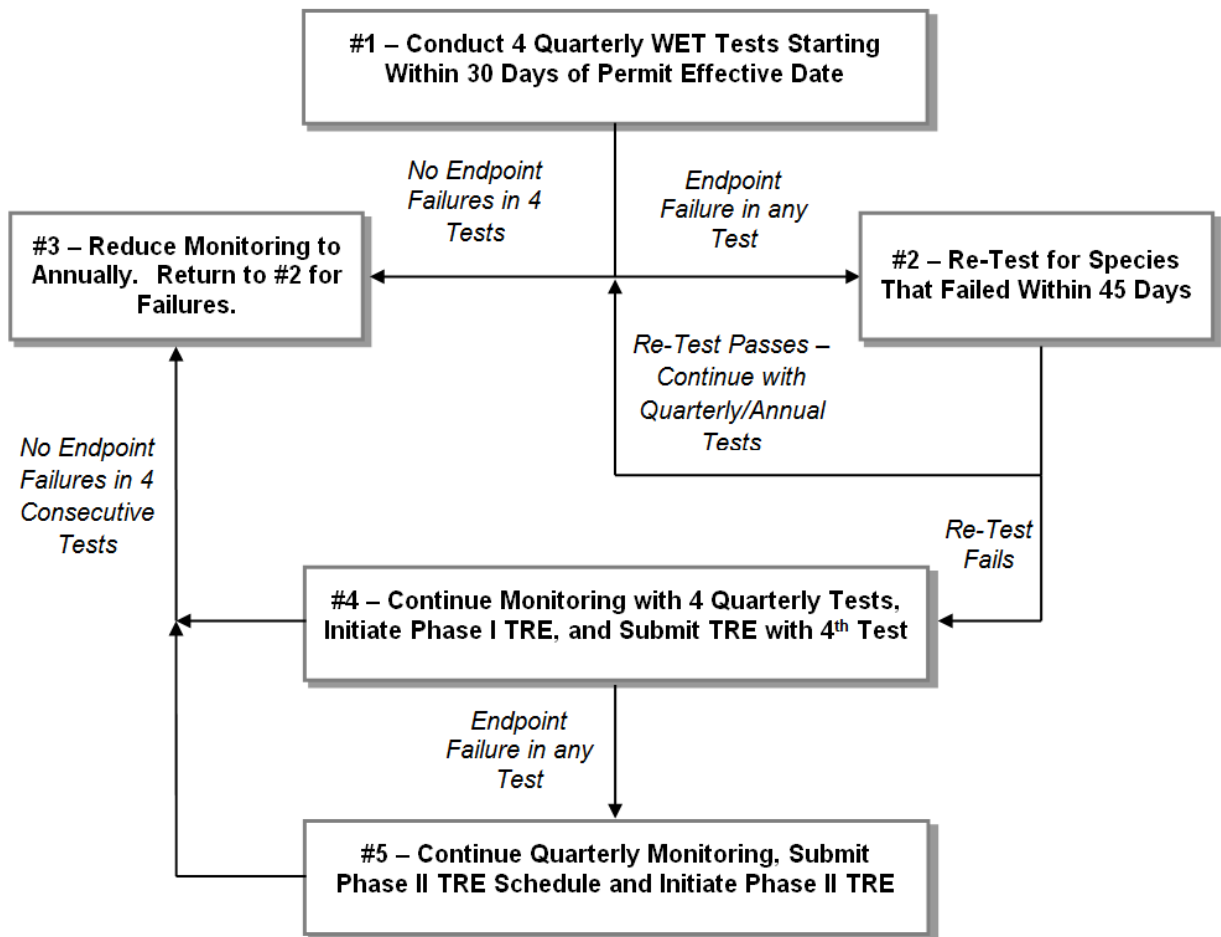 #1 – Conduct 4 Quarterly WET Tests Starting
Within 30 Days of Permit Effective Date
No Endpoint
Failures in 4
Tests
Endpoint
Failure in any
Test
#3 – Reduce Monitoring to
Annually. Return to #2 for
Failures.
#2 – Re-Test for Species
That Failed Within 45 Days
Re-Test Passes –
Continue with
Quarterly/Annual
Tests
No Endpoint
Failures in 4
Consecutive
Tests
Re-Test
Fails
#4 – Continue Monitoring with 4 Quarterly Tests,
Initiate Phase I TRE, and Submit TRE with 4th Test
Endpoint
Failure in any
Test
#5 – Continue Quarterly Monitoring, Submit
Phase II TRE Schedule and Initiate Phase II TRE